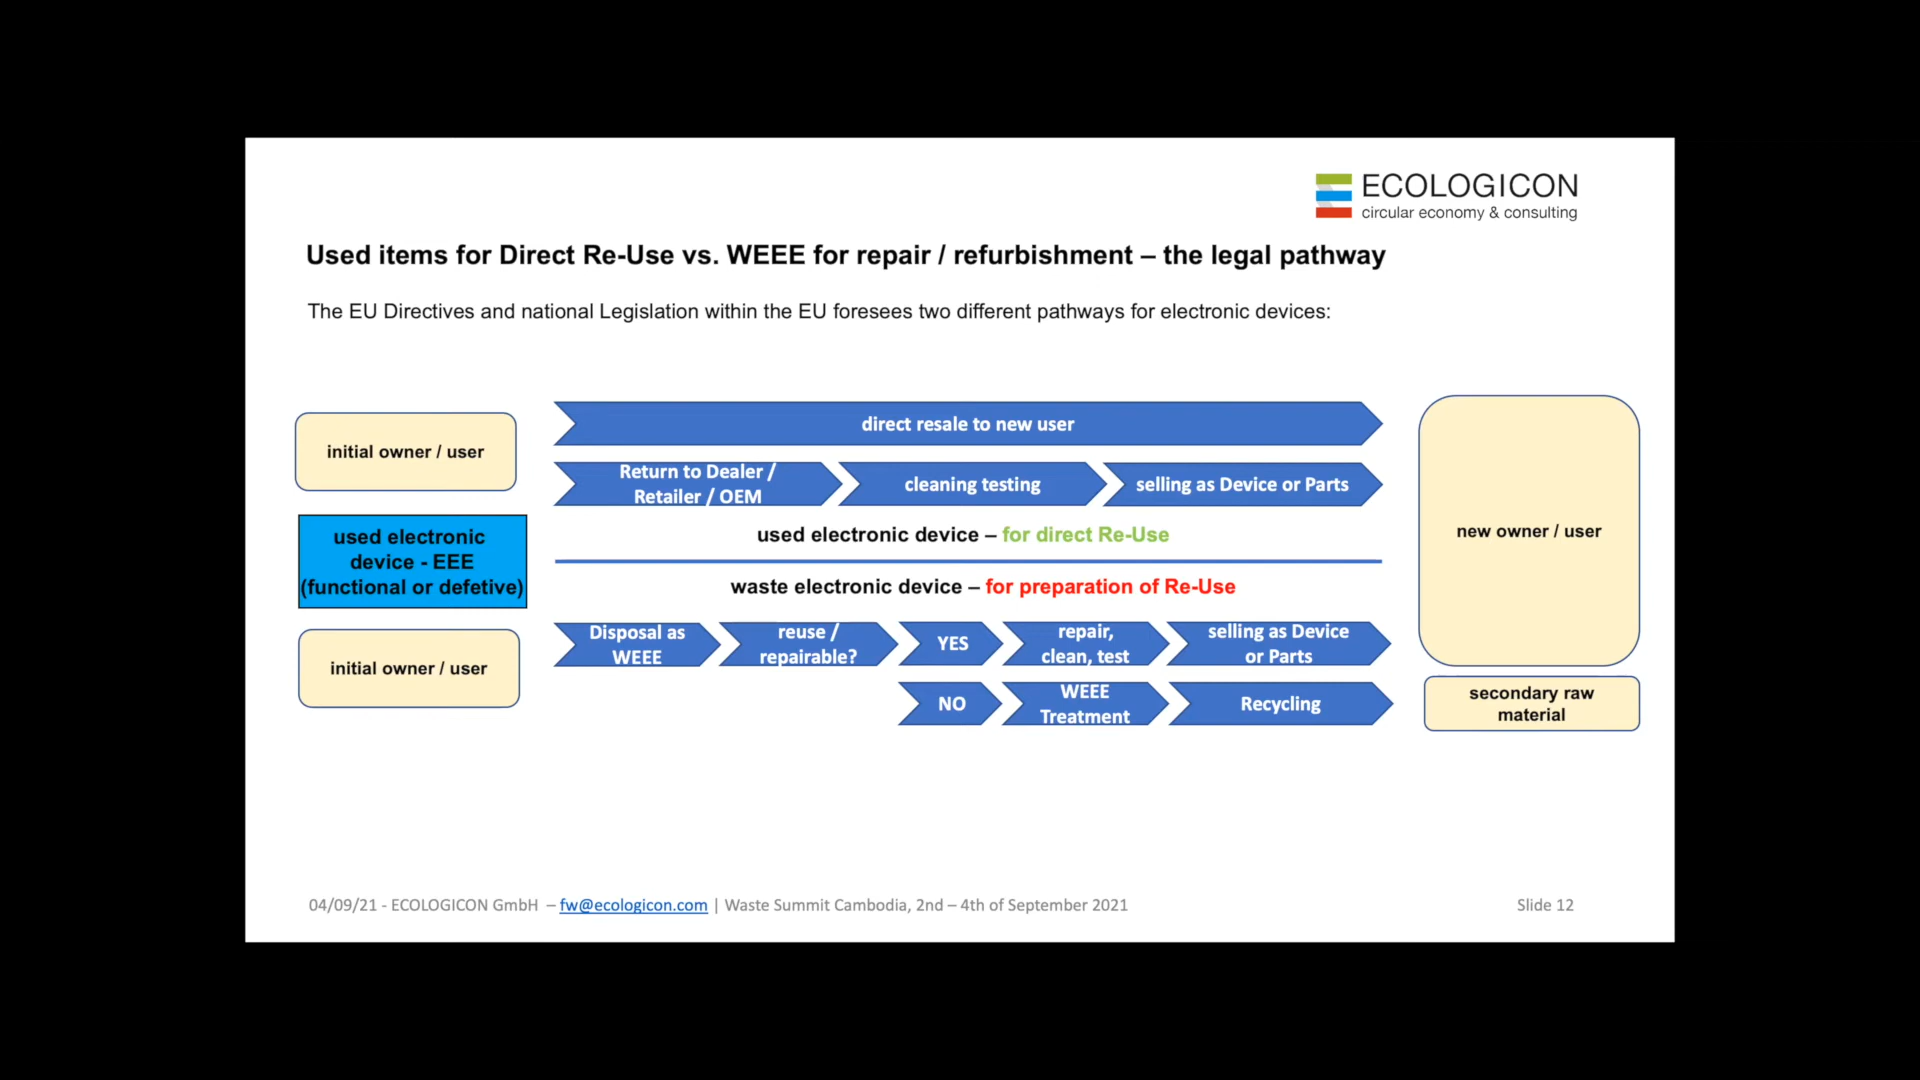 ECOLOGICON
circular economy & consulting
Used items for Direct Re-Use vs. WEEE for repair / refurbishment – the legal pathway
The EU Directives and national Legislation within the EU foresees two different pathways for electronic devices:
initial owner / user
direct resale to new user
Return to Dealer /
Retailer / OEM
cleaning testing
selling as Device or Parts
used electronic device – for direct Re-Use
used electronic
device - EEE
(functional or defetive)
waste electronic device – for preparation of Re-Use
initial owner / user
Disposal as
WEEE
reuse /
repairable?
YES
repair,
clean, test
selling as Device
or Parts
NO
WEEE
Treatment
Recycling
new owner / user
secondary raw
material
04/09/21 - ECOLOGICON GmbH – fw@ecologicon.com | Waste Summit Cambodia, 2nd – 4th of September 2021
Slide 12